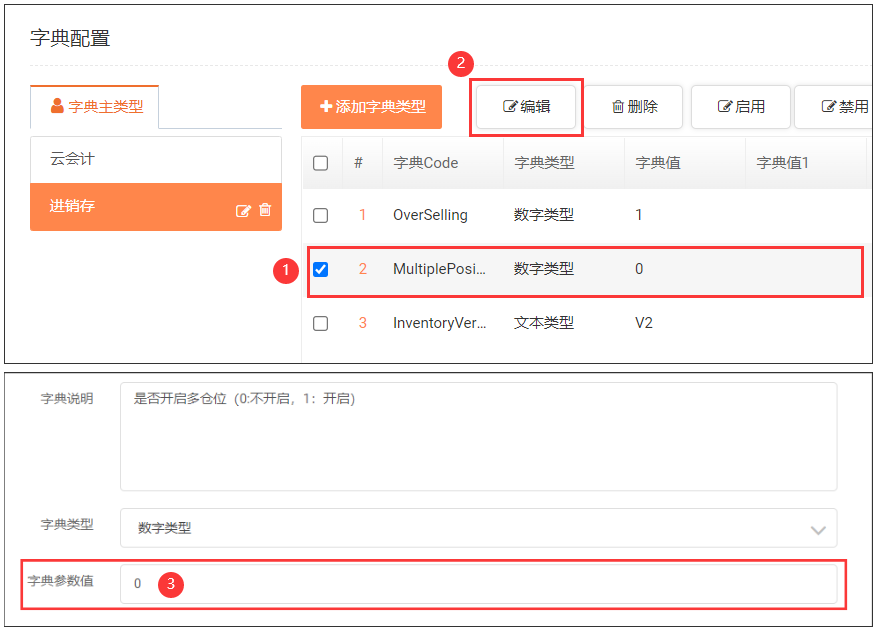 字典配置
2
字典主类型
添加字典类型 编辑 删除 启用 禁用
云会计
进销存
# 字典Code 字典类型 字典值 字典值1
1 OverSelling 数字类型 1
1 2 MultiplePosi... 数字类型 0
3 InventoryVer... 文本类型 V2
字典说明 是否开启多仓位（0:不开启，1：开启)
字典类型 数字类型
字典参数值 0 3